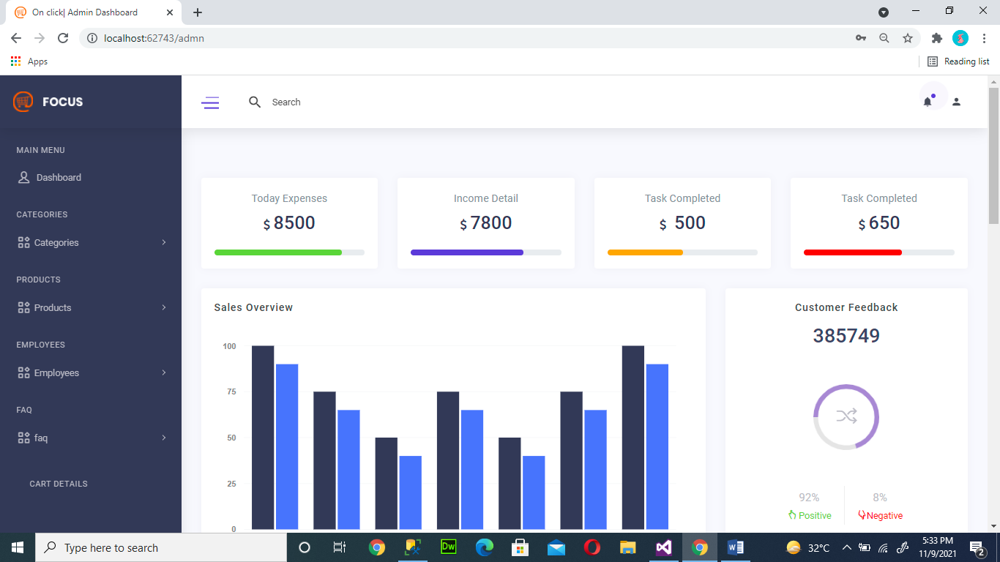 On click| Admin Dashboard
localhost:62743/admn
Apps
Reading list
FOCUS
Search
MAIN MENU
Dashboard
CATEGORIES
Categories
PRODUCTS
Products
EMPLOYEES
Employees
FAQ
faq
CART DETAILS
Today Expenses
$ 8500
Income Detail
$ 7800
Task Completed
$ 500
Task Completed
$ 650
Sales Overview
100
75
50
25
0
Customer Feedback
385749
92%
Positive
8%
Negative
Type here to search
Dw
32°C
5:33 PM
11/9/2021
2